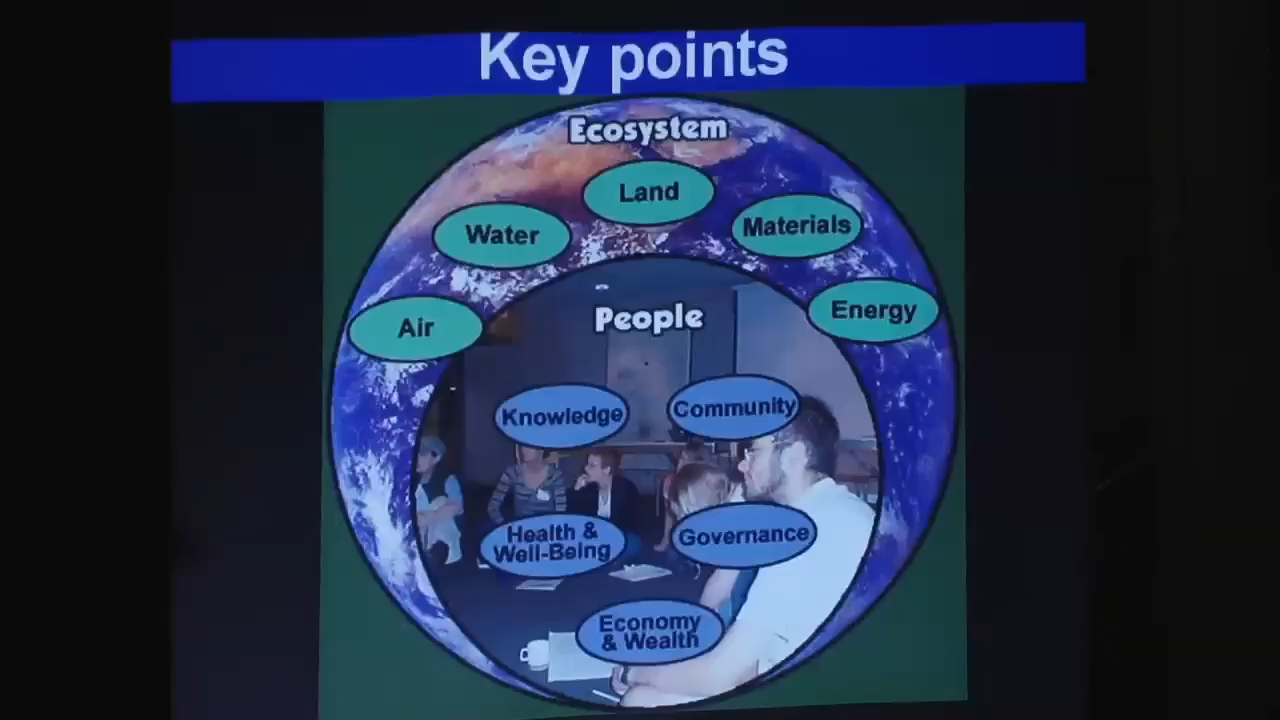 Key points
Ecosystem
Land
Water
Materials
Air
Energy
People
Knowledge
Community
Health &
Well-Being
Governance
Economy
& Wealth